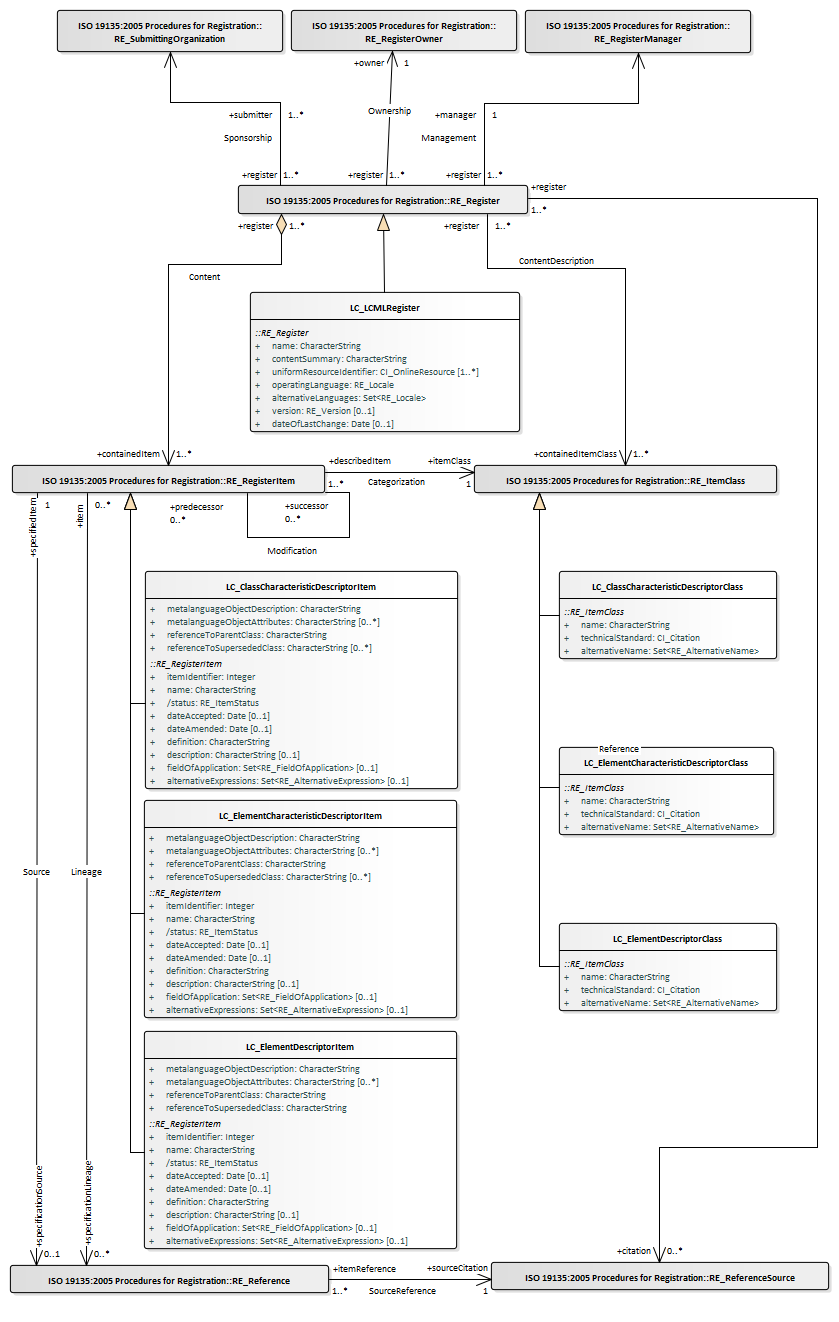 ISO 19135:2005 Procedures for Registration::
RE_SubmittingOrganization
ISO 19135:2005 Procedures for Registration::
RE_RegisterOwner
ISO 19135:2005 Procedures for Registration::
RE_RegisterManager
+owner 1
+submitter 1..*
Ownership
+manager 1
Sponsorship
Management
+register 1..*
+register 1..*
+register 1..*
+register
1..*
ISO 19135:2005 Procedures for Registration::RE_Register
+register 1..*
+register 1..*
Content
ContentDescription
LC_LCMLRegister
::RE_Register
+ name: CharacterString
+ contentSummary: CharacterString
+ uniformResourceIdentifier: CI_OnlineResource [1..*]
+ operatingLanguage: RE_Locale
+ alternativeLanguages: Set<RE_Locale>
+ version: RE_Version [0..1]
+ dateOfLastChange: Date [0..1]
+containedItem 1..*
+containedItemClass 1..*
+describedItem +itemClass
1..* Categorization 1
ISO 19135:2005 Procedures for Registration::RE_RegisterItem
ISO 19135:2005 Procedures for Registration::RE_ItemClass
+specifiedItem 1
+item 0..*
+predecessor
0..*
+successor
0..*
Modification
LC_ClassCharacteristicDescriptorItem
+ metalanguageObjectDescription: CharacterString
+ metalanguageObjectAttributes: CharacterString [0..*]
+ referenceToParentClass: CharacterString
+ referenceToSupersededClass: CharacterString [0..*]
::RE_RegisterItem
+ itemIdentifier: Integer
+ name: CharacterString
+ /status: RE_ItemStatus
+ dateAccepted: Date [0..1]
+ dateAmended: Date [0..1]
+ definition: CharacterString
+ description: CharacterString [0..1]
+ fieldOfApplication: Set<RE_FieldOfApplication> [0..1]
+ alternativeExpressions: Set<RE_AlternativeExpression> [0..1]
LC_ClassCharacteristicDescriptorClass
::RE_ItemClass
+ name: CharacterString
+ technicalStandard: CI_Citation
+ alternativeName: Set<RE_AlternativeName>
Reference
LC_ElementCharacteristicDescriptorClass
::RE_ItemClass
+ name: CharacterString
+ technicalStandard: CI_Citation
+ alternativeName: Set<RE_AlternativeName>
LC_ElementCharacteristicDescriptorItem
+ metalanguageObjectDescription: CharacterString
+ metalanguageObjectAttributes: CharacterString [0..*]
+ referenceToParentClass: CharacterString
+ referenceToSupersededClass: CharacterString [0..*]
::RE_RegisterItem
+ itemIdentifier: Integer
+ name: CharacterString
+ /status: RE_ItemStatus
+ dateAccepted: Date [0..1]
+ dateAmended: Date [0..1]
+ definition: CharacterString
+ description: CharacterString [0..1]
+ fieldOfApplication: Set<RE_FieldOfApplication> [0..1]
+ alternativeExpressions: Set<RE_AlternativeExpression> [0..1]
Source
Lineage
LC_ElementDescriptorClass
::RE_ItemClass
+ name: CharacterString
+ technicalStandard: CI_Citation
+ alternativeName: Set<RE_AlternativeName>
LC_ElementDescriptorItem
+ metalanguageObjectDescription: CharacterString
+ metalanguageObjectAttributes: CharacterString [0..*]
+ referenceToParentClass: CharacterString
+ referenceToSupersededClass: CharacterString
::RE_RegisterItem
+ itemIdentifier: Integer
+ name: CharacterString
+ /status: RE_ItemStatus
+ dateAccepted: Date [0..1]
+ dateAmended: Date [0..1]
+ definition: CharacterString
+ description: CharacterString [0..1]
+ fieldOfApplication: Set<RE_FieldOfApplication> [0..1]
+ alternativeExpressions: Set<RE_AlternativeExpression> [0..1]
+specificationSource 0..1
+specificationLineage 0..*
+citation 0..*
ISO 19135:2005 Procedures for Registration::RE_Reference
+itemReference +sourceCitation
1..* SourceReference 1
ISO 19135:2005 Procedures for Registration::RE_ReferenceSource